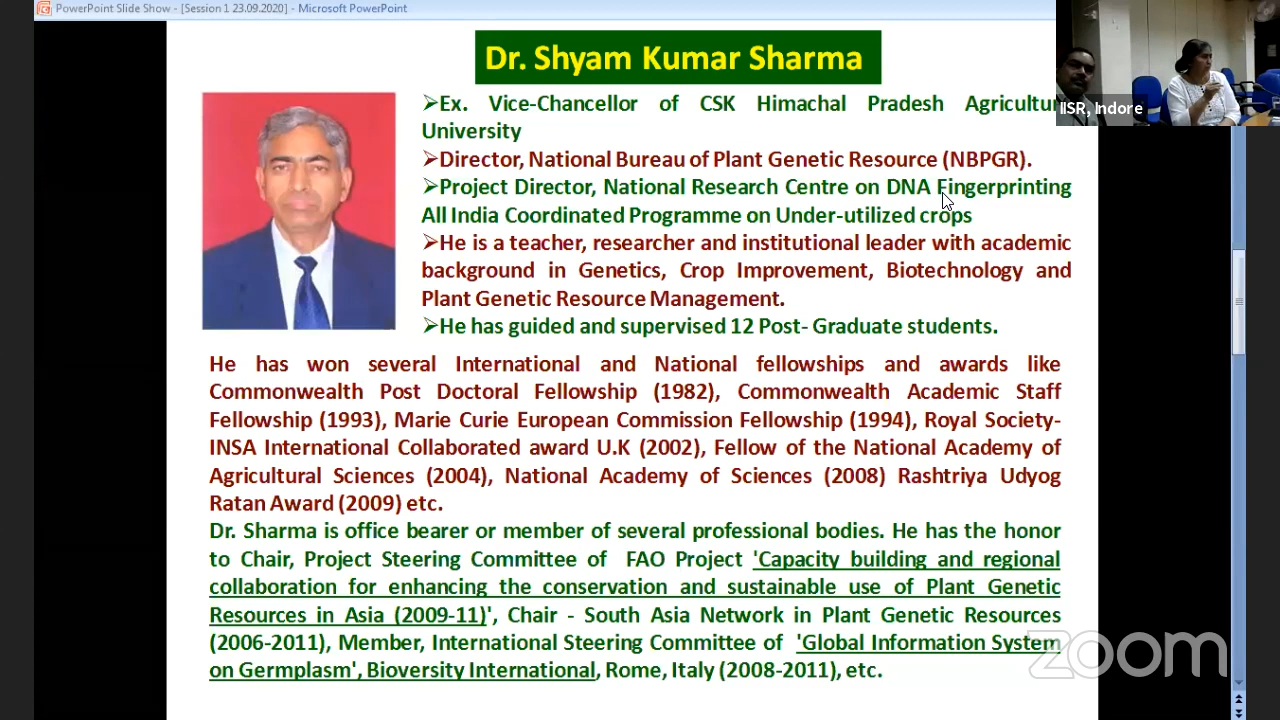 PowerPoint Slide Show - [Session 1 23.09.2020] - Microsoft PowerPoint
Dr. Shyam Kumar Sharma
➢Ex. Vice-Chancellor of CSK Himachal Pradesh Agricultur
University
➢Director, National Bureau of Plant Genetic Resource (NBPGR).
➢Project Director, National Research Centre on DNA Fingerprinting
All India Coordinated Programme on Under-utilized crops
➢He is a teacher, researcher and institutional leader with academic
background in Genetics, Crop Improvement, Biotechnology and
Plant Genetic Resource Management.
➢He has guided and supervised 12 Post- Graduate students.
He has won several International and National fellowships and awards like
Commonwealth Post Doctoral Fellowship (1982), Commonwealth Academic Staff
Fellowship (1993), Marie Curie European Commission Fellowship (1994), Royal Society-
INSA International Collaborated award U.K (2002), Fellow of the National Academy of
Agricultural Sciences (2004), National Academy of Sciences (2008) Rashtriya Udyog
Ratan Award (2009) etc.
Dr. Sharma is office bearer or member of several professional bodies. He has the honor
to Chair, Project Steering Committee of FAO Project 'Capacity building and regional
collaboration for enhancing the conservation and sustainable use of Plant Genetic
Resources in Asia (2009-11)', Chair - South Asia Network in Plant Genetic Resources
(2006-2011), Member, International Steering Committee of 'Global Information System
on Germplasm', Bioversity International, Rome, Italy (2008-2011), etc.
IISR, Indore
zoom